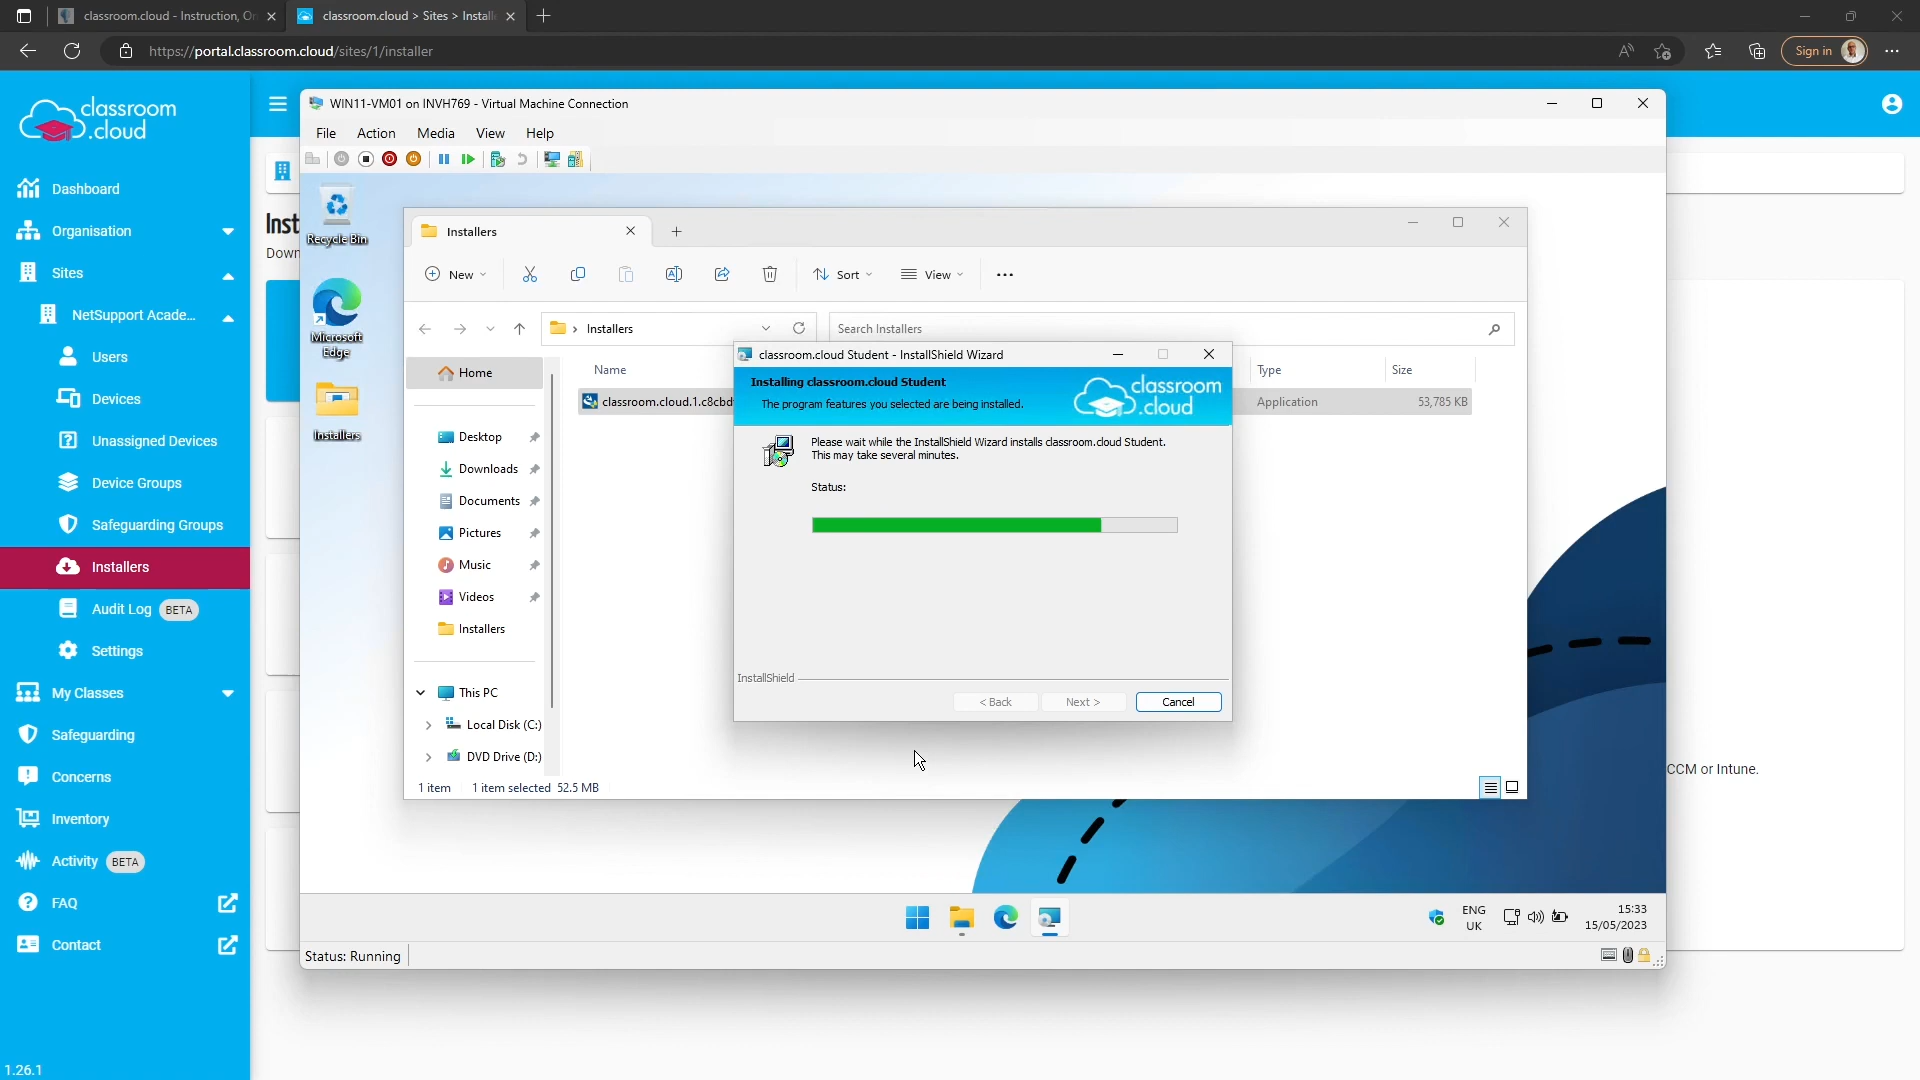 classroom.cloud - Instruction, O
classroom.cloud > Sites > Install
https://portal.classroom.cloud/sites/1/installer
Sign in
classroom
.cloud
Dashboard
Organisation
Sites
NetSupport Acade...
Users
Devices
Unassigned Devices
Device Groups
Safeguarding Groups
Installers
Audit Log BETA
Settings
My Classes
Safeguarding
Concerns
Inventory
Activity BETA
FAQ
Contact
1.26.1
Inst
Down
CCM or Intune.
WIN11-VM01 on INVH769 - Virtual Machine Connection
File Action Media View Help
Recycle Bin
Microsoft
Edge
Installers
Installers
New
Sort
View
Installers
Search Installers
Home
Desktop
Downloads
Documents
Pictures
Music
Videos
Installers
This PC
Local Disk (C:)
DVD Drive (D:)
Name
Type
Size
classroom.cloud.1.c8cbd
Application
53,785 KB
1 item
1 item selected 52.5 MB
classroom.cloud Student - InstallShield Wizard
Installing classroom.cloud Student
The program features you selected are being installed.
classroom
.cloud
Please wait while the InstallShield Wizard installs classroom.cloud Student.
This may take several minutes.
Status:
InstallShield
< Back
Next >
Cancel
ENG
UK
15:33
15/05/2023
Status: Running